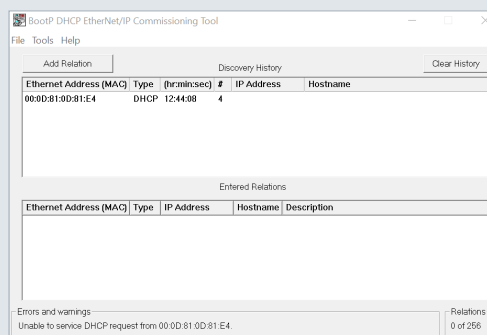 BootP DHCP EtherNet/IP Commissioning Tool
File Tools Help
Add Relation
Discovery History
Clear History
Ethernet Address (MAC) Type (hr:min:sec) # IP Address Hostname
00:0D:81:0D:81:E4 DHCP 12:44:08 4
Entered Relations
Ethernet Address (MAC) Type IP Address Hostname Description
Errors and warnings
Unable to service DHCP request from 00:0D:81:0D:81:E4.
Relations
0 of 256